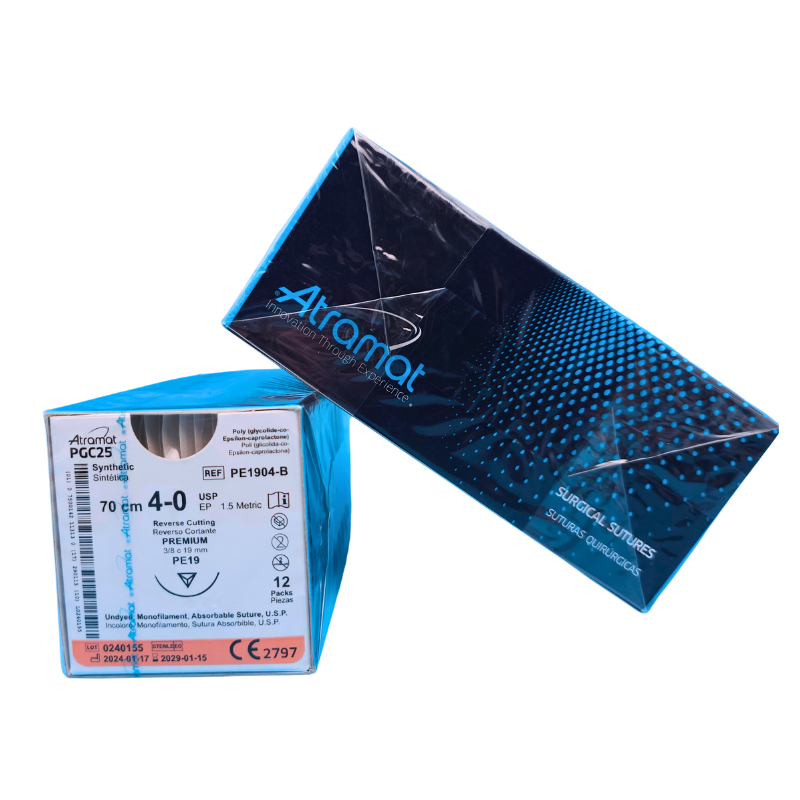 Atramat
Innovation Through Experience.
SURGICAL SUTURES
SUTURAS QUIRÚRGICAS
Atramat
PGC25
Synthetic
Sintética
Poly (glycolide-co-
Epsilon-caprolactone)
Poli (glicolida-co-
Epsilon-caprolactona)
REF PE1904-B
70 cm 4-0 USP
EP 1.5 Metric
Reverse Cutting
Reverso Cortante
PREMIUM
3/8 c 19 mm
PE19
12
Packs
Piezas
Undyed, Monofilament, Absorbable Suture, U.S.P.
Incoloro, Monofilamento, Sutura Absorbible, U.S.P.
LOT 0240155 STERILE EO
2024-01-17 2029-01-15
CE 2797
Atramat
Atramat